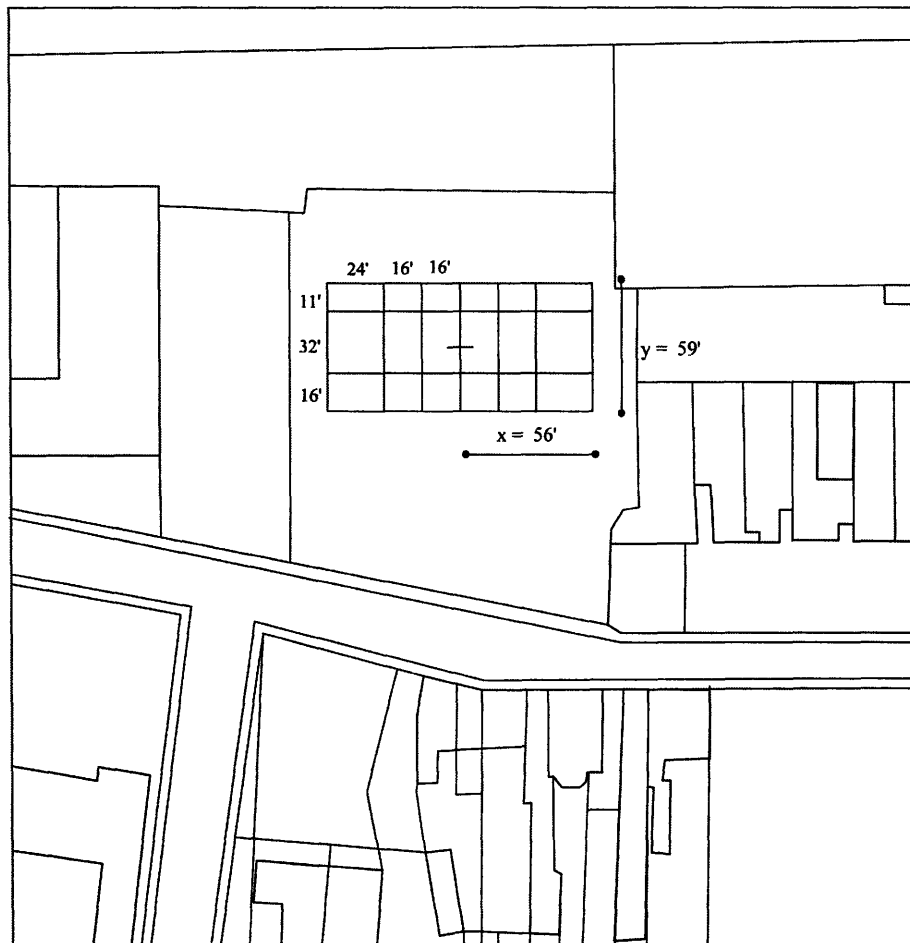 24' 16' 16'
11'
32'
y = 59'
16'
x = 56'